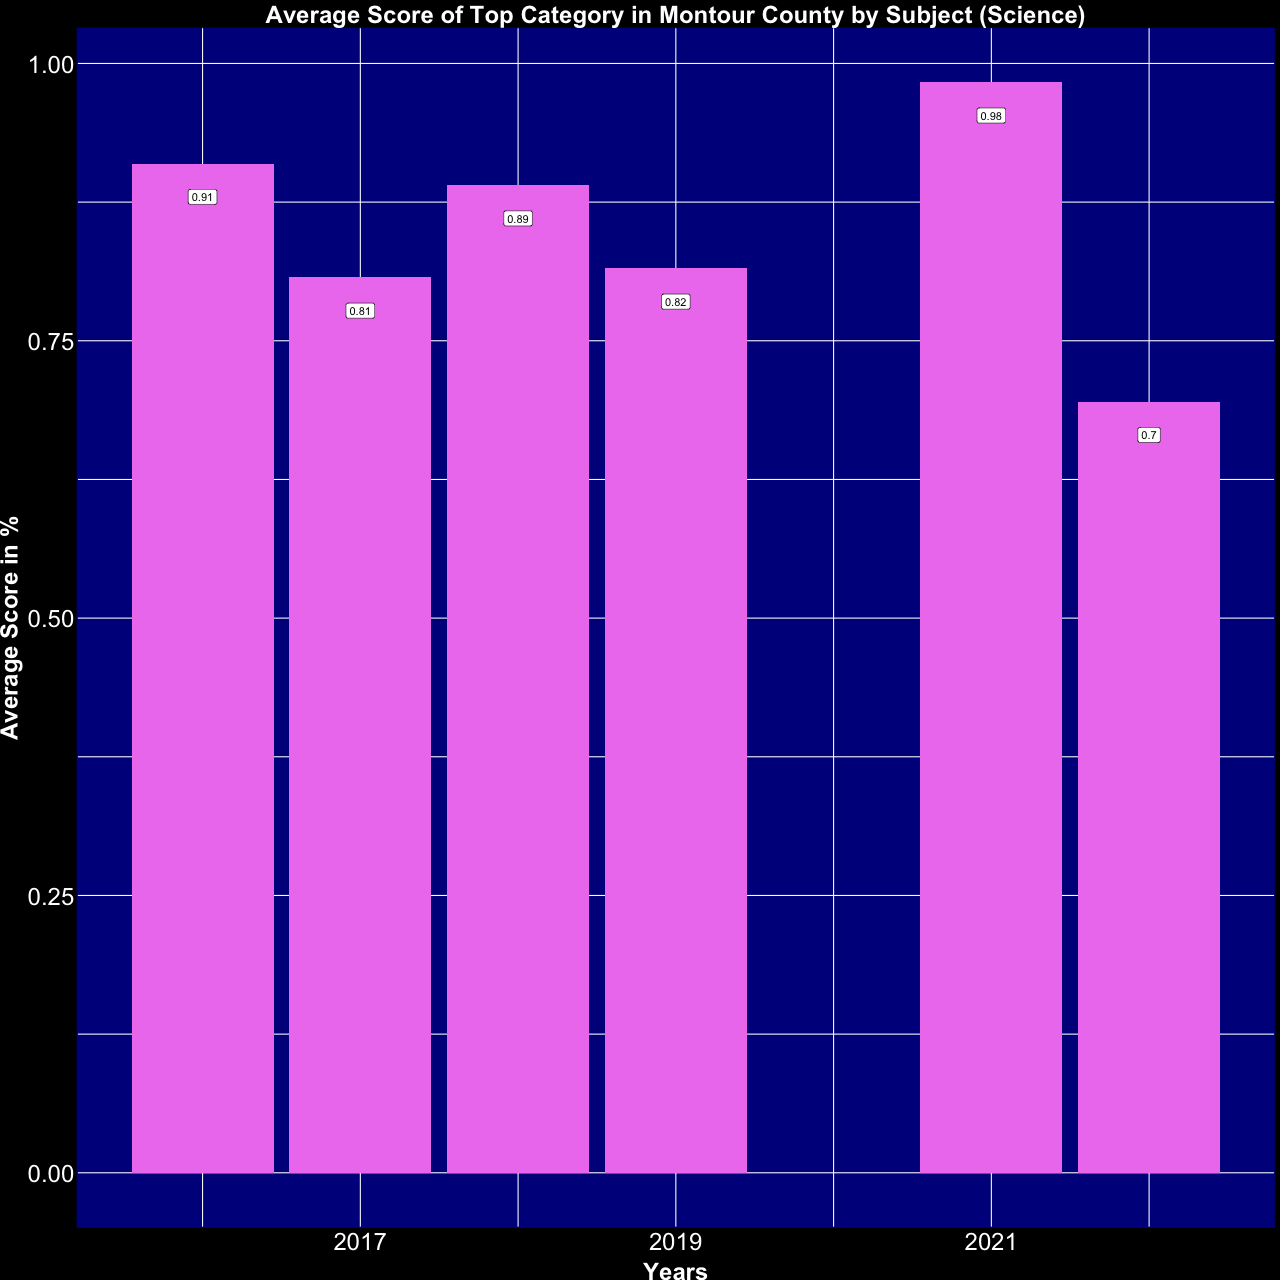 Average Score of Top Category in Montour County by Subject (Science)
1.00
0.98
0.91
0.89
0.81
0.82
0.75
0.7
Average Score in %
0.50
0.25
0.00
2017 2019 2021
Years